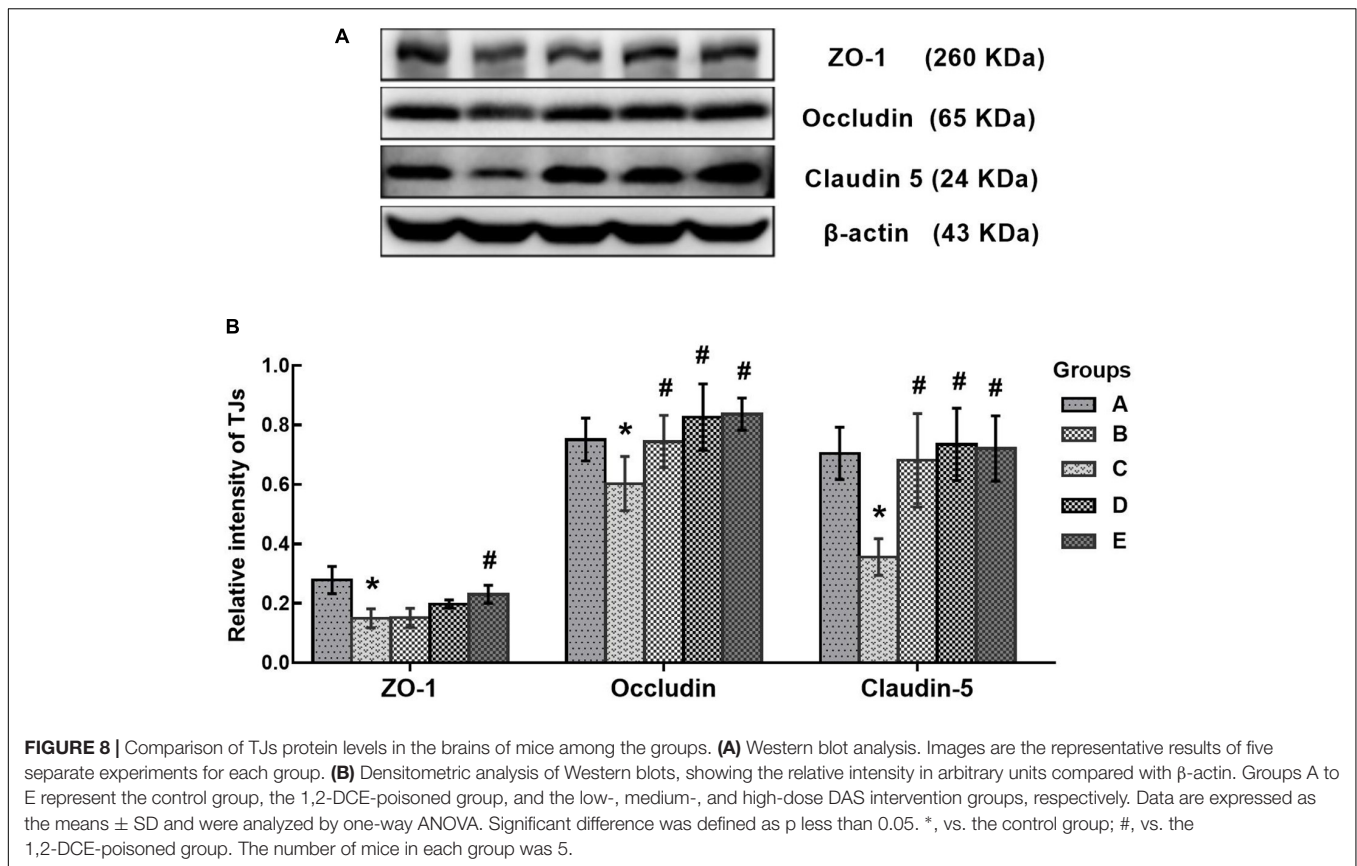 A
ZO-1 (260 KDa)
Occludin (65 KDa)
Claudin 5 (24 KDa)
β-actin (43 KDa)
B
Relative intensity of TJs
1.0
0.8
0.6
0.4
0.2
0.0
* #
* # # #
* # # #
ZO-1 Occludin Claudin-5
Groups
A
B
C
D
E
FIGURE 8 | Comparison of TJs protein levels in the brains of mice among the groups. (A) Western blot analysis. Images are the representative results of five
separate experiments for each group. (B) Densitometric analysis of Western blots, showing the relative intensity in arbitrary units compared with β-actin. Groups A to
E represent the control group, the 1,2-DCE-poisoned group, and the low-, medium-, and high-dose DAS intervention groups, respectively. Data are expressed as
the means ± SD and were analyzed by one-way ANOVA. Significant difference was defined as p less than 0.05. *, vs. the control group; #, vs. the
1,2-DCE-poisoned group. The number of mice in each group was 5.